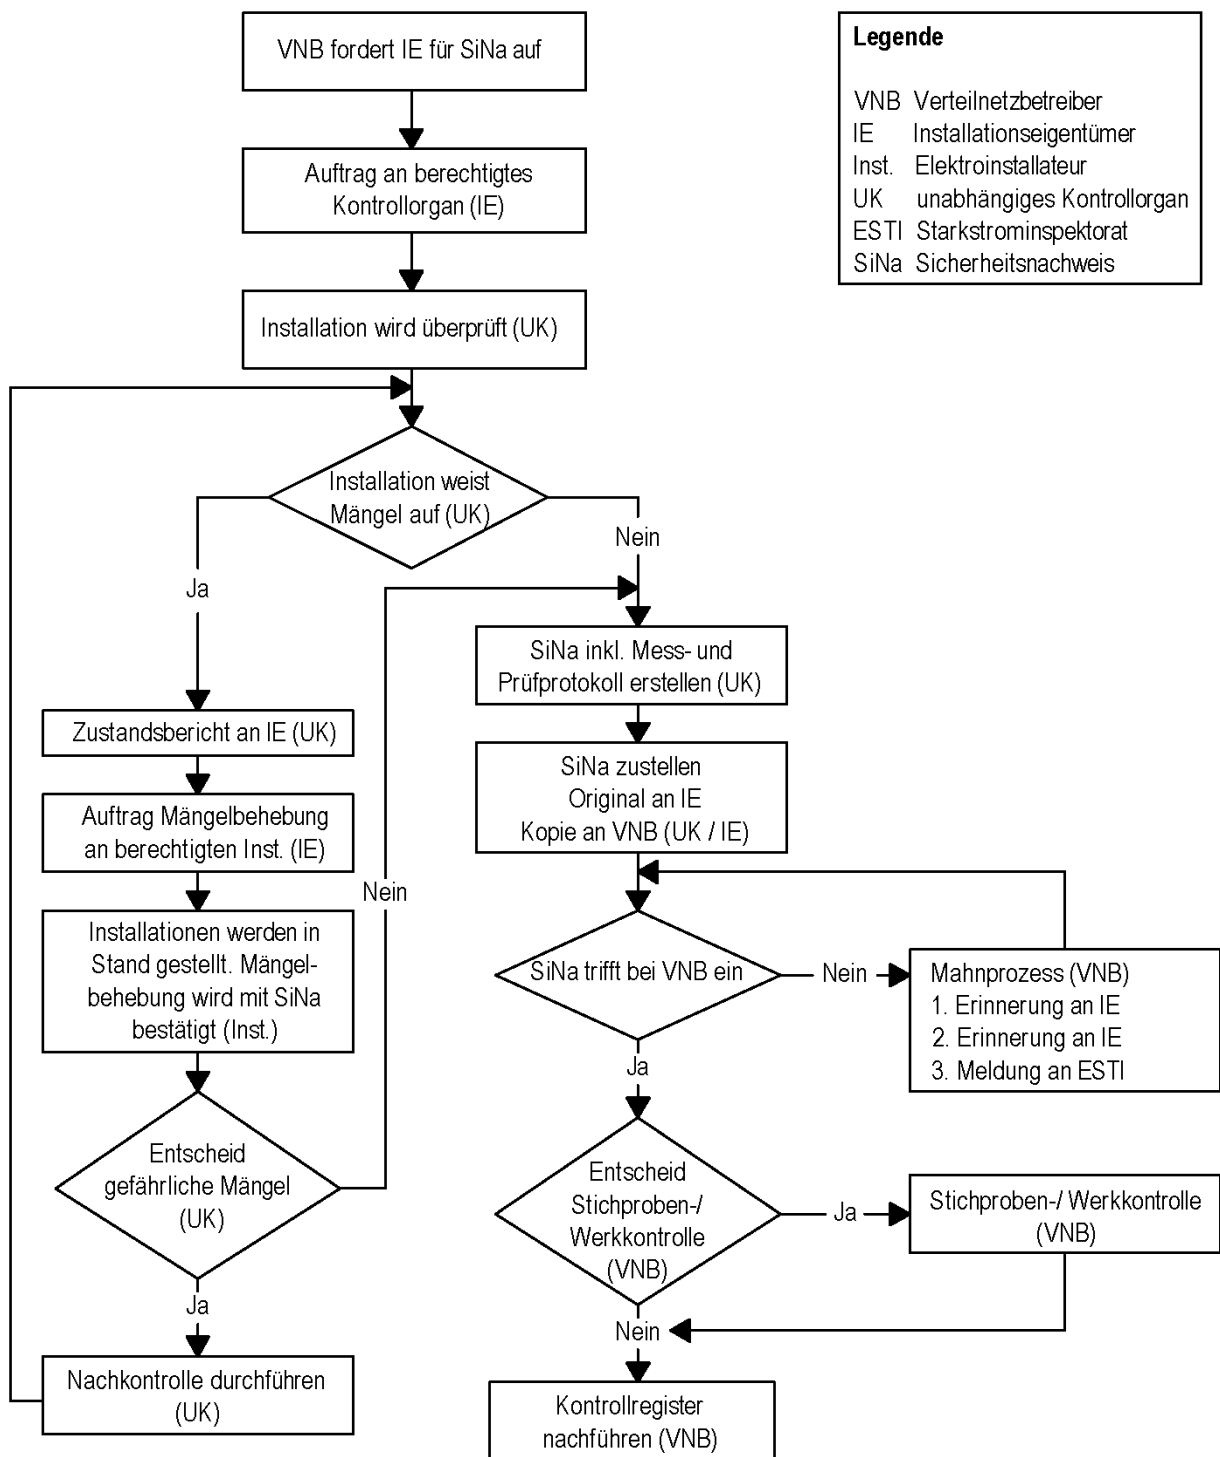 VNB fordert IE für SiNa auf
Legende
VNB Verteilnetzbetreiber
IE Installationseigentümer
Inst. Elektroinstallateur
UK unabhängiges Kontrollorgan
ESTI Starkstrominspektorat
SiNa Sicherheitsnachweis
Auftrag an berechtigtes
Kontrollorgan (IE)
Installation wird überprüft (UK)
Installation weist
Mängel auf (UK)
Ja
Nein
Zustandsbericht an IE (UK)
Auftrag Mängelbehebung
an berechtigten Inst. (IE)
Installationen werden in
Stand gestellt. Mängel-
behebung wird mit SiNa
bestätigt (Inst.)
Entscheid
gefährliche Mängel
(UK)
Nein
Ja
Nachkontrolle durchführen
(UK)
SiNa inkl. Mess- und
Prüfprotokoll erstellen (UK)
SiNa zustellen
Original an IE
Kopie an VNB (UK / IE)
SiNa trifft bei VNB ein
Nein
Mahnprozess (VNB)
1. Erinnerung an IE
2. Erinnerung an IE
3. Meldung an ESTI
Ja
Entscheid
Stichproben-/
Werkkontrolle
(VNB)
Ja
Stichproben-/ Werkkontrolle
(VNB)
Nein
Kontrollregister
nachführen (VNB)